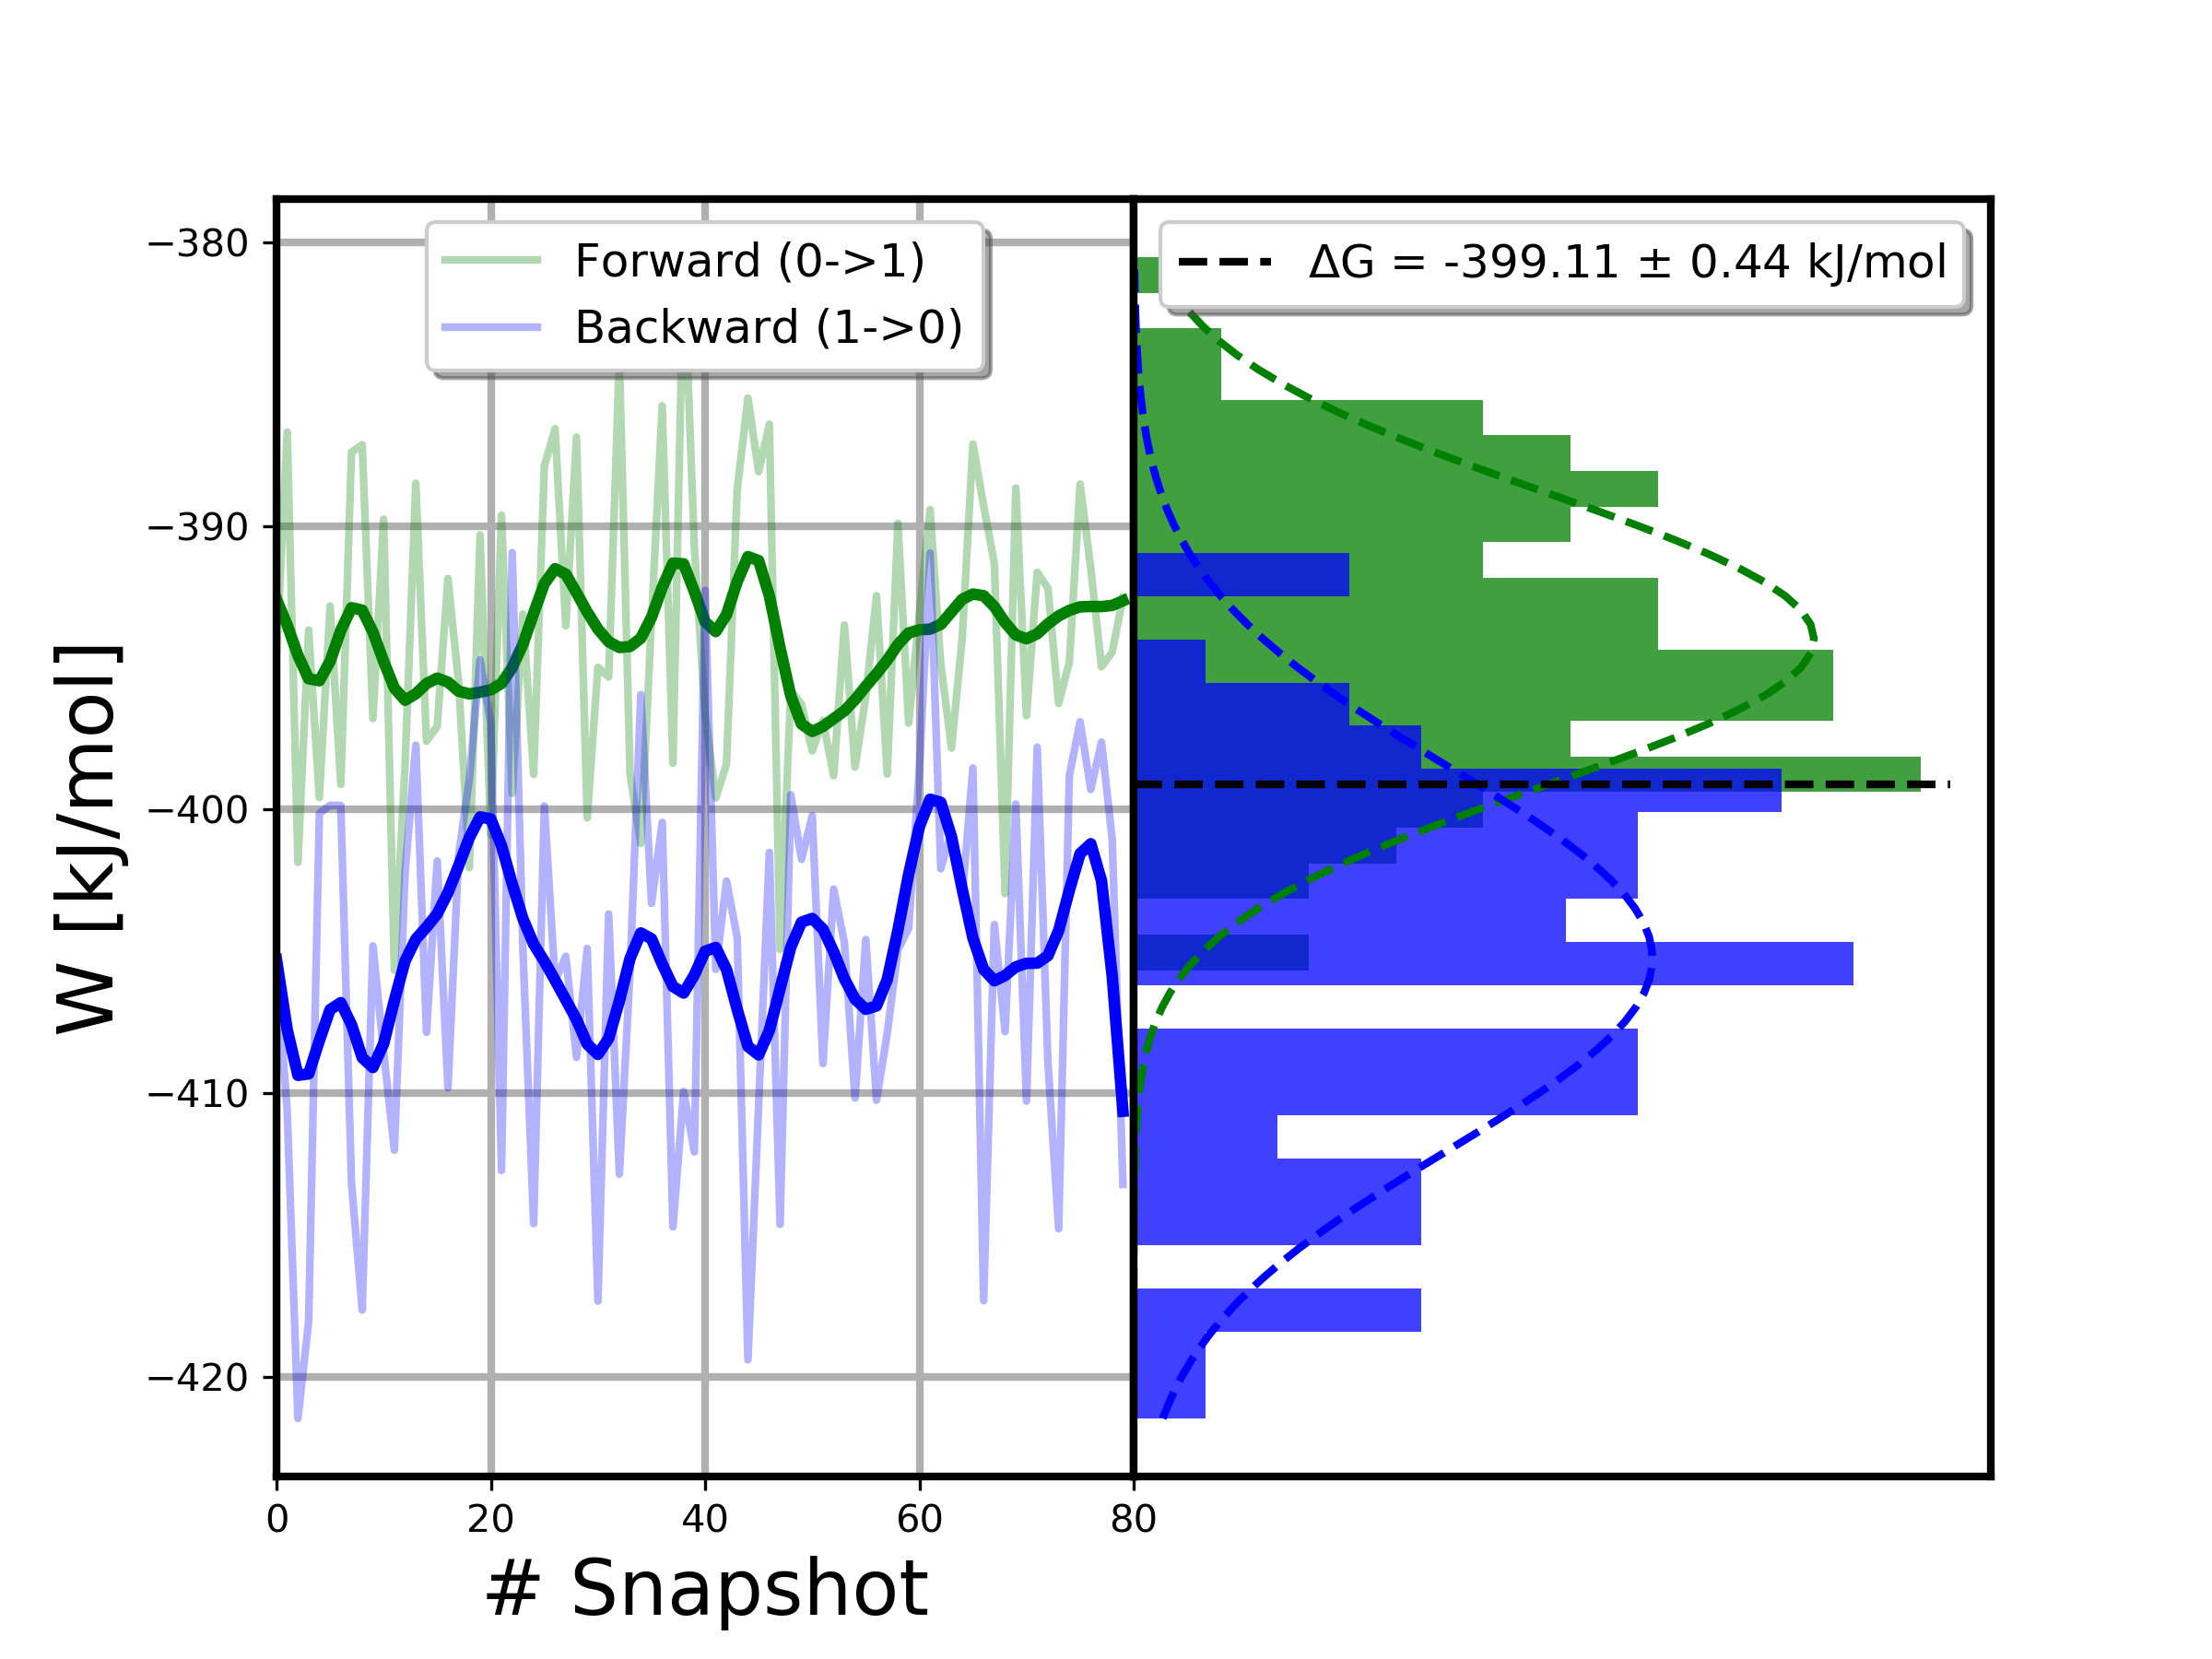 W [kJ/mol]
−380
−390
−400
−410
−420
Forward (0->1)
Backward (1->0)
ΔG = -399.11 ± 0.44 kJ/mol
0 20 40 60 80
# Snapshot